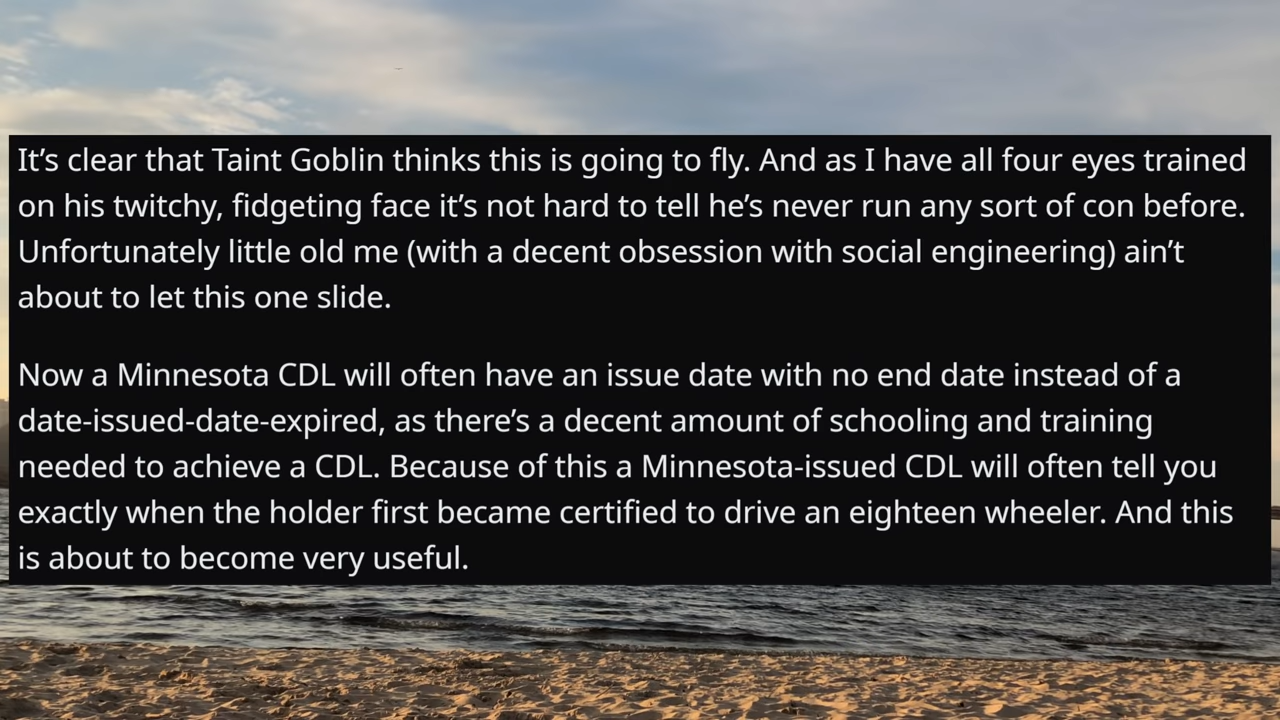 It’s clear that Taint Goblin thinks this is going to fly. And as I have all four eyes trained
on his twitchy, fidgeting face it’s not hard to tell he’s never run any sort of con before.
Unfortunately little old me (with a decent obsession with social engineering) ain’t
about to let this one slide.
Now a Minnesota CDL will often have an issue date with no end date instead of a
date-issued-date-expired, as there’s a decent amount of schooling and training
needed to achieve a CDL. Because of this a Minnesota-issued CDL will often tell you
exactly when the holder first became certified to drive an eighteen wheeler. And this
is about to become very useful.